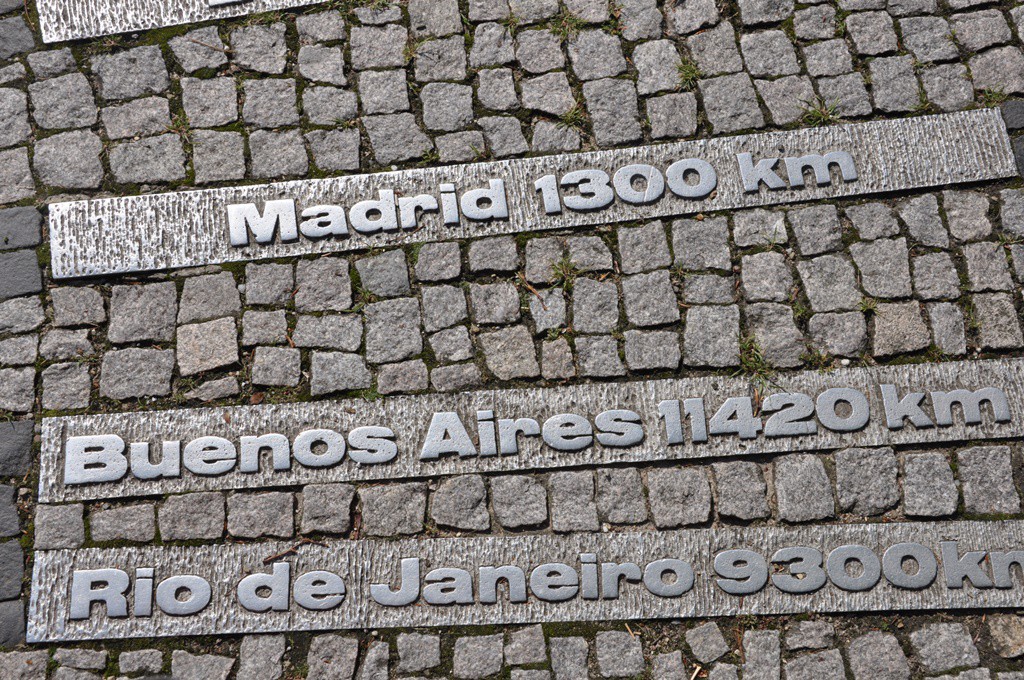 Madrid 1300 km
Buenos Aires 11420 km
Rio de Janeiro 9300km